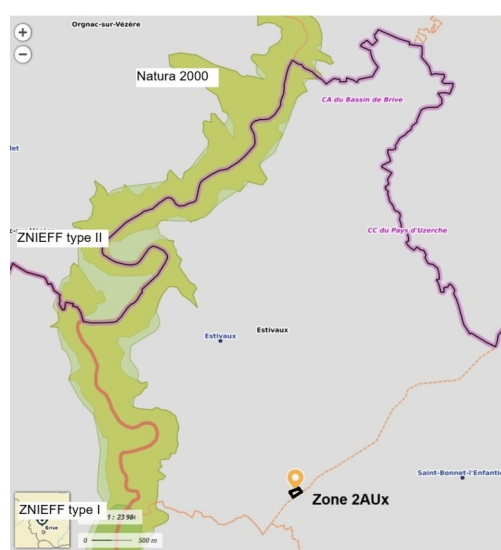 +
−
Orgnac-sur-Vézère
Natura 2000
CA du Bassin de Brive
CC du Pays d'Uzerche
ZNIEFF type II
Estivaux
Estivaux
Saint-Bonnet-l'Enfantie
Zone 2AUx
ZNIEFF type I
Brive
0 500 m